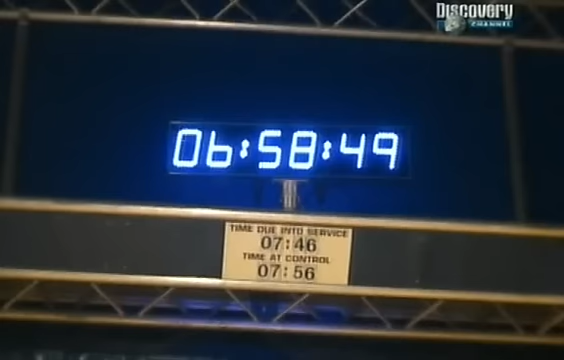 Discovery
CHANNEL
06:58:49
TIME DUE INTO SERVICE
07:46
TIME AT CONTROL
07:56